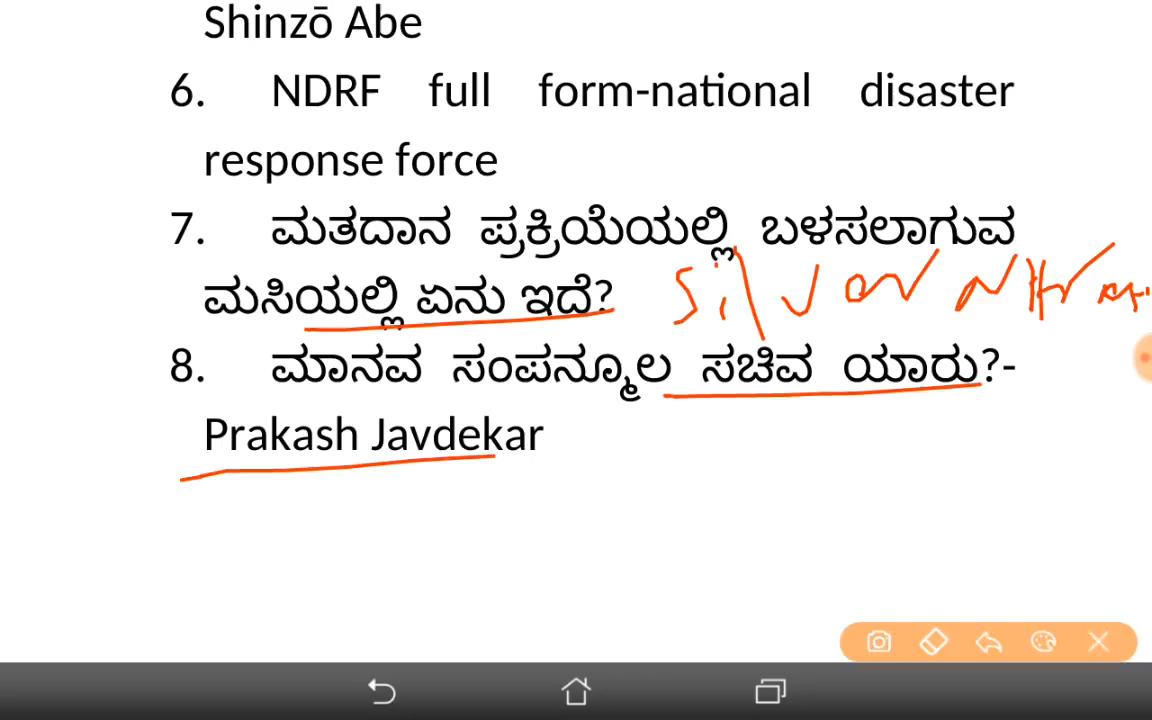 Shinzō Abe
6. NDRF full form-national disaster
response force
7. ಮತದಾನ ಪ್ರಕ್ರಿಯೆಯಲ್ಲಿ ಬಳಸಲಾಗುವ
ಮಸಿಯಲ್ಲಿ ಏನು ಇದೆ? Silver
8. ಮಾನವ ಸಂಪನ್ಮೂಲ ಸಚಿವ ಯಾರು?-
Prakash Javdekar